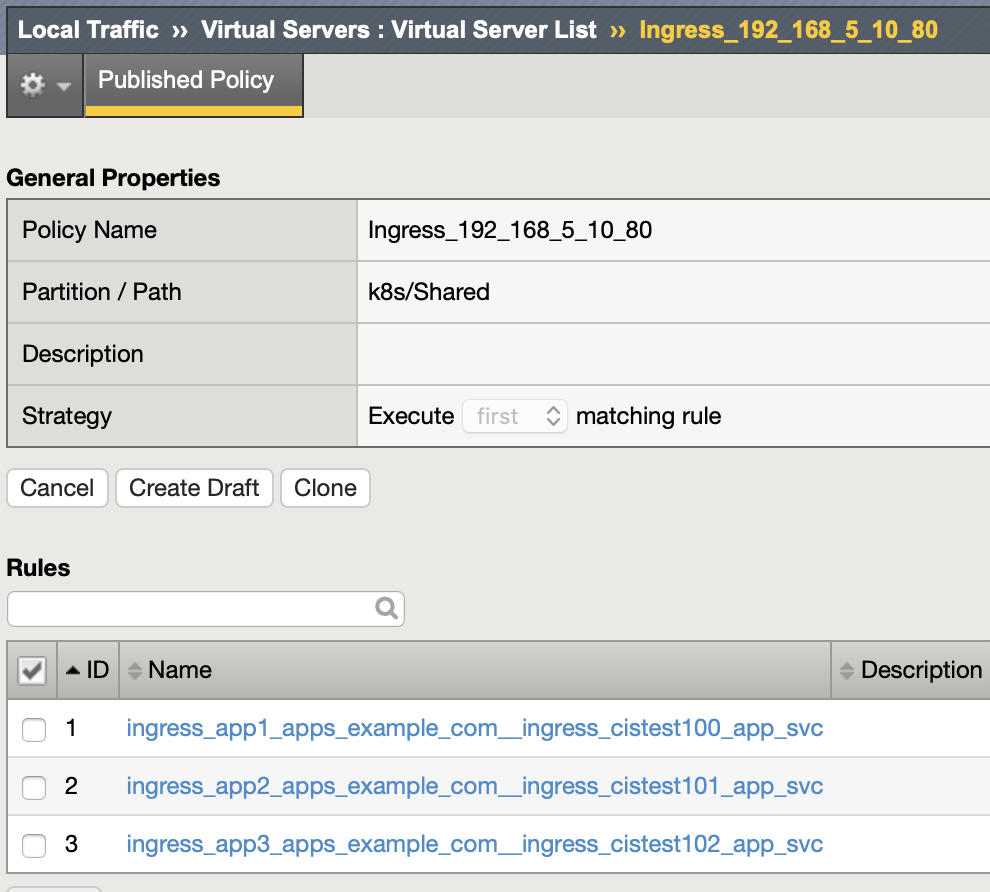 Local Traffic ›› Virtual Servers : Virtual Server List ›› Ingress_192_168_5_10_80
Published Policy
General Properties
Policy Name Ingress_192_168_5_10_80
Partition / Path k8s/Shared
Description
Strategy Execute first matching rule
Cancel Create Draft Clone
Rules
ID Name Description
1 ingress_app1_apps_example_com__ingress_cistest100_app_svc
2 ingress_app2_apps_example_com__ingress_cistest101_app_svc
3 ingress_app3_apps_example_com__ingress_cistest102_app_svc